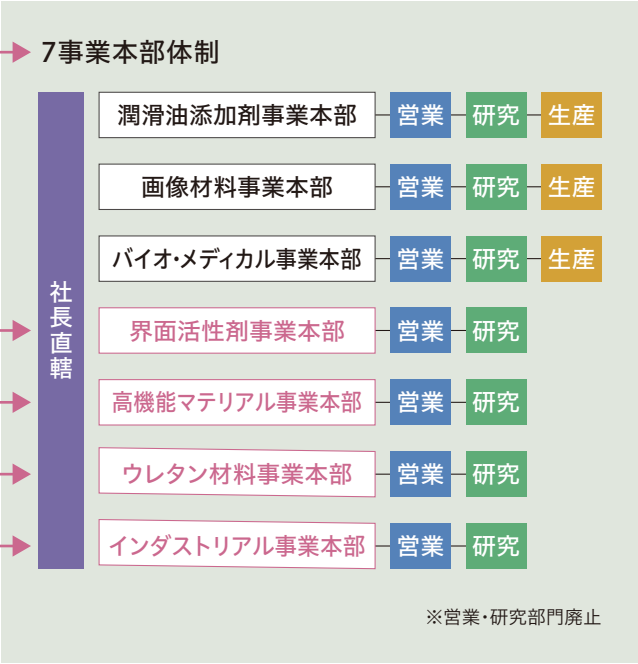 7事業本部体制
社長直轄
潤滑油添加剤事業本部 営業 研究 生産
画像材料事業本部 営業 研究 生産
バイオ・メディカル事業本部 営業 研究 生産
界面活性剤事業本部 営業 研究
高機能マテリアル事業本部 営業 研究
ウレタン材料事業本部 営業 研究
インダストリアル事業本部 営業 研究
※営業・研究部門廃止